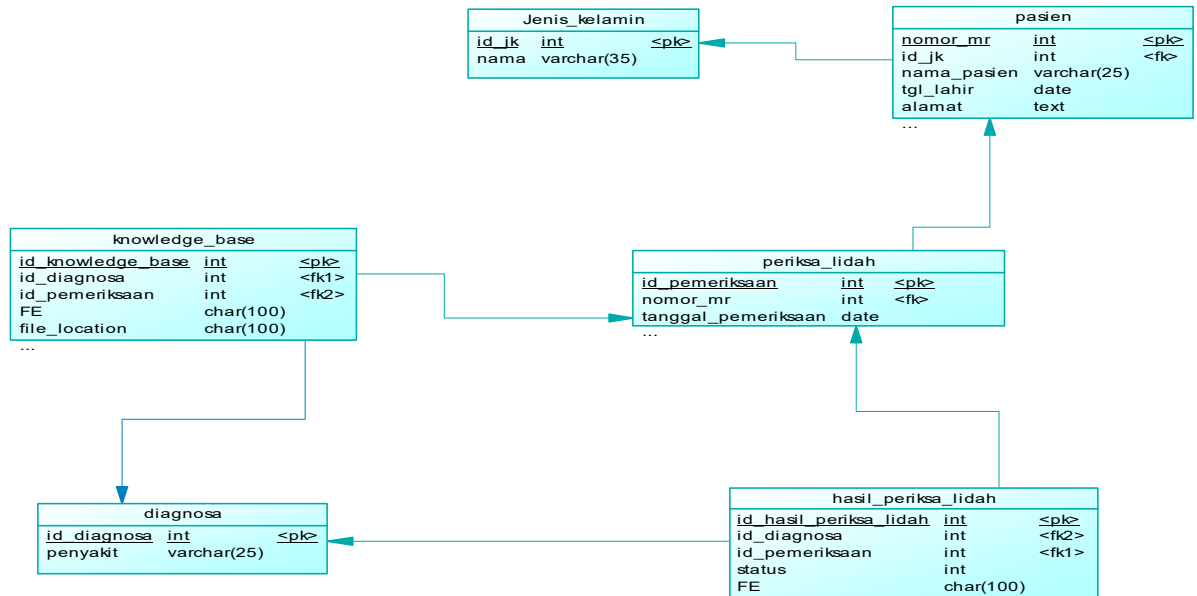 Jenis_kelamin
id_jk int <pk>
nama varchar(35)
pasien
nomor_mr int <pk>
id_jk int <fk>
nama_pasien varchar(25)
tgl_lahir date
alamat text
...
knowledge_base
id_knowledge_base int <pk>
id_diagnosa int <fk1>
id_pemeriksaan int <fk2>
FE char(100)
file_location char(100)
...
periksa_lidah
id_pemeriksaan int <pk>
nomor_mr int <fk>
tanggal_pemeriksaan date
...
diagnosa
id_diagnosa int <pk>
penyakit varchar(25)
hasil_periksa_lidah
id_hasil_periksa_lidah int <pk>
id_diagnosa int <fk2>
id_pemeriksaan int <fk1>
status int
FE char(100)